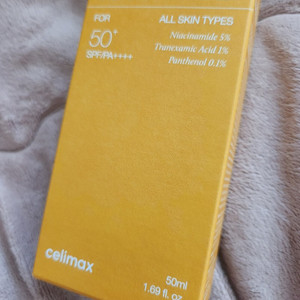 FOR
50+
SPF/PA++++
ALL SKIN TYPES
Niacinamide 5%
Tranexamic Acid 1%
Panthenol 0.1%
celimax
50ml
1.69 fl. oz.